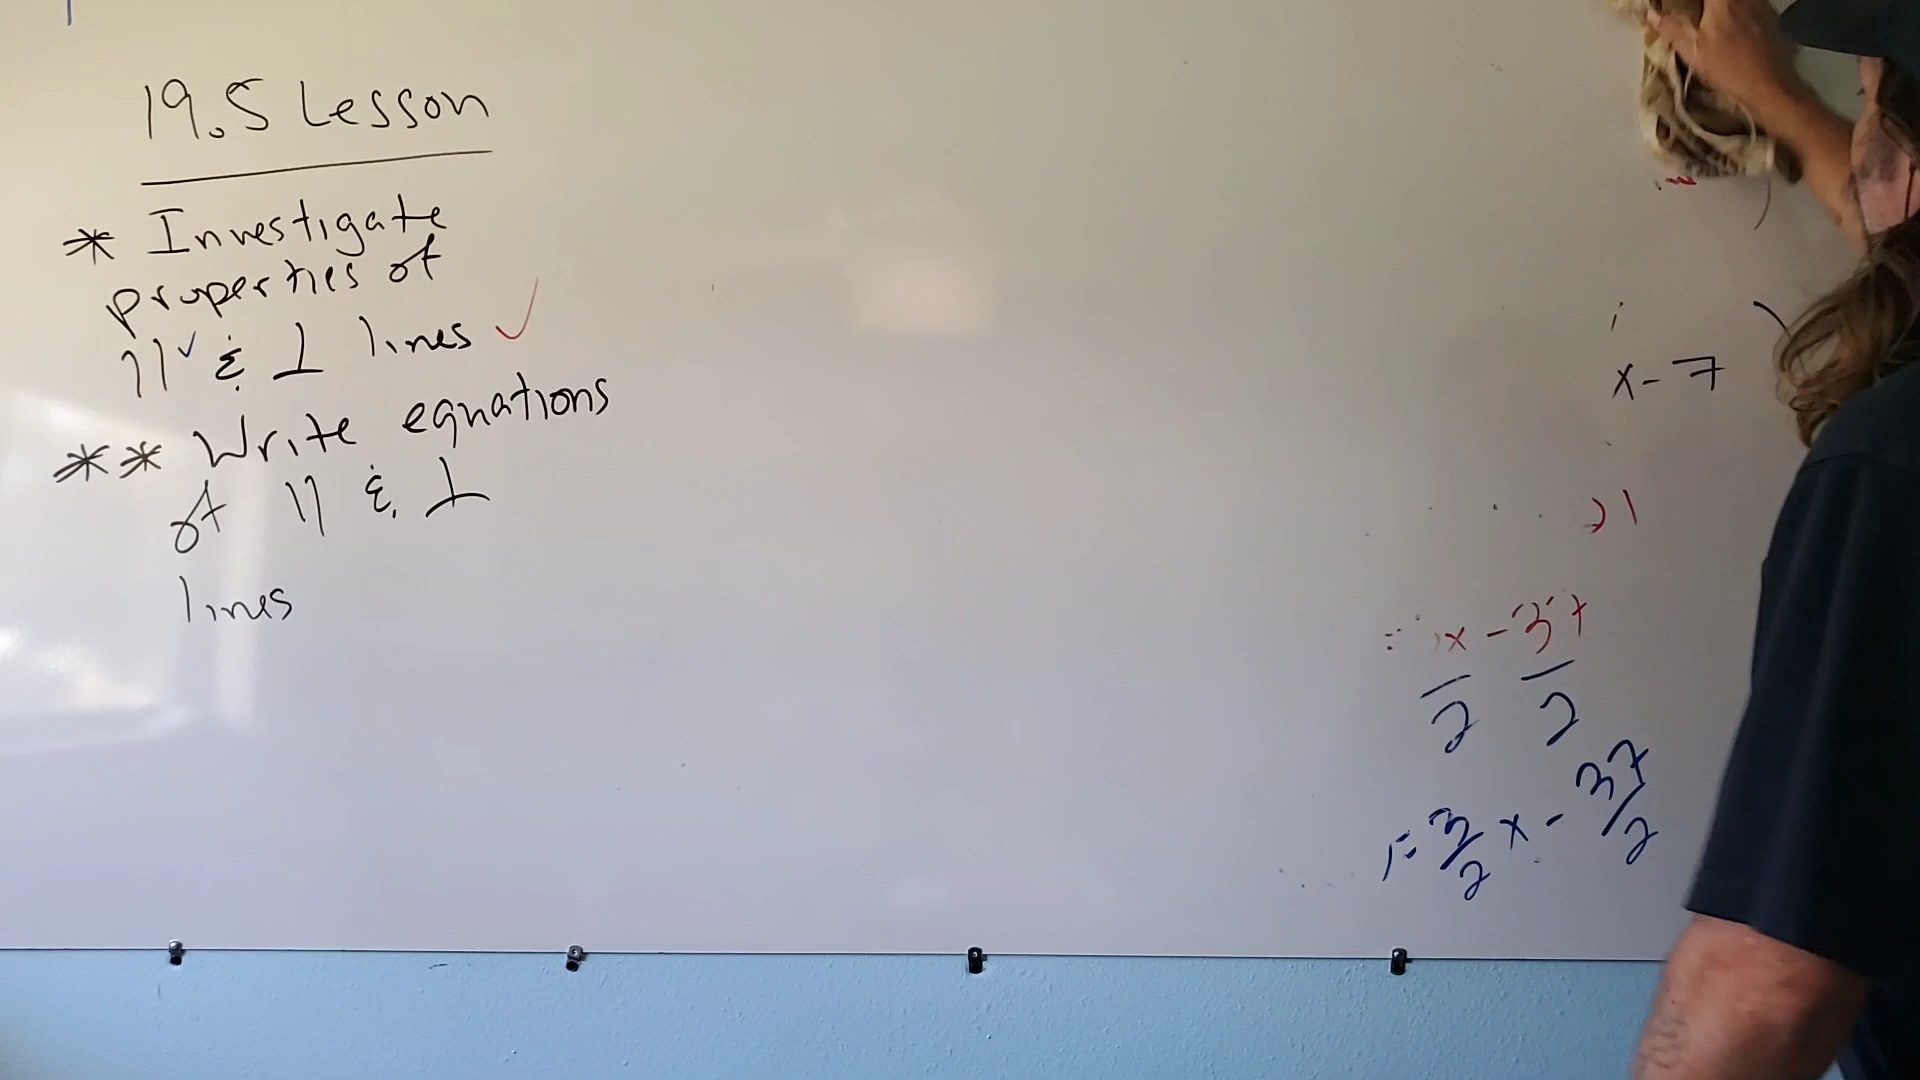 19.5 Lesson
* Investigate
properties of
|| ✓ & ⊥ lines ✓
** Write equations
of || & ⊥
lines
x - 7
x - 37
2 2
= 3/2 x - 37/2